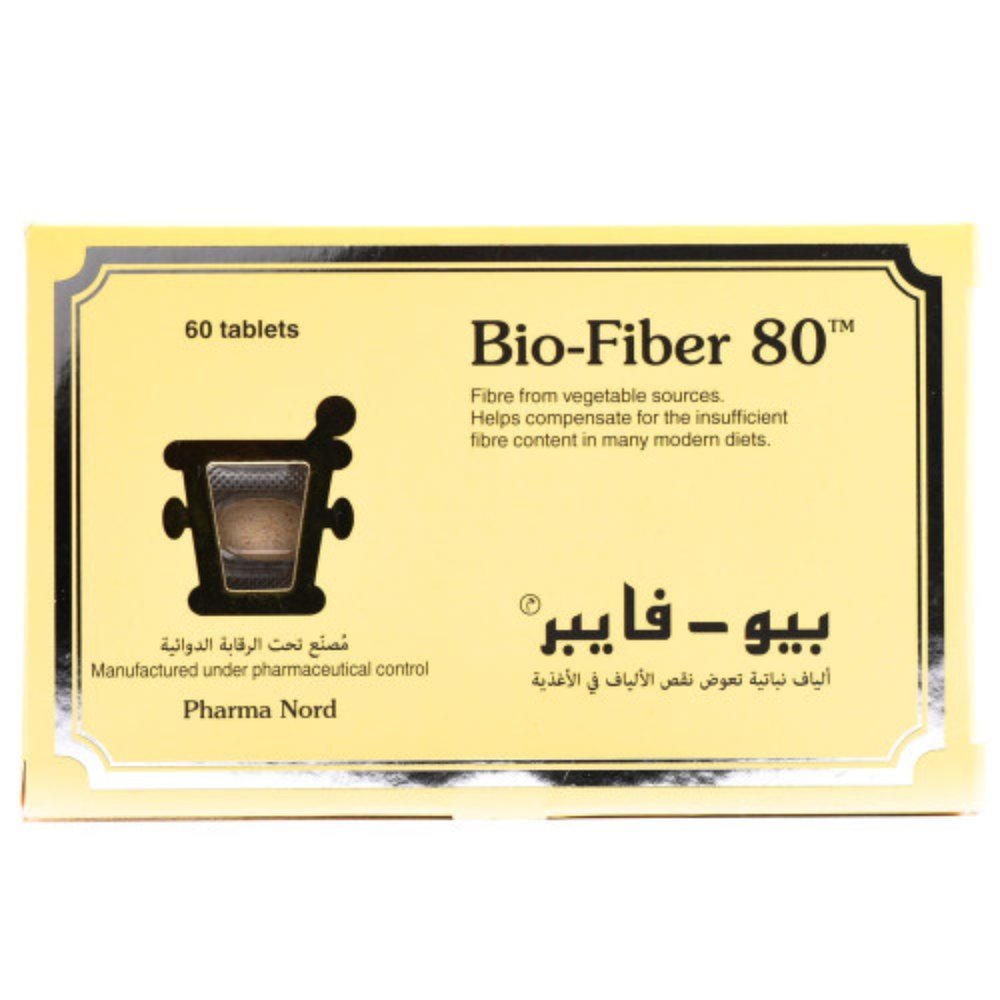 60 tablets
Bio-Fiber 80™
Fibre from vegetable sources.
Helps compensate for the insufficient
fibre content in many modern diets.
بيو - فايبر ⓜ
ألياف نباتية تعوض نقص الألياف في الأغذية
مُصنّع تحت الرقابة الدوائية
Manufactured under pharmaceutical control
Pharma Nord